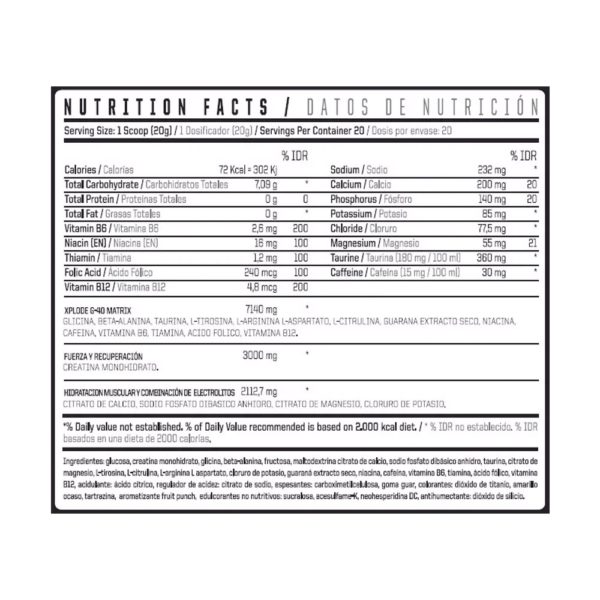 NUTRITION FACTS / DATOS DE NUTRICIÓN
Serving Size: 1 Scoop (20g) / 1 Dosificador (20g) / Servings Per Container 20 / Dosis por envase: 20
% IDR
Calories / Calorías 72 Kcal = 302 Kj
Total Carbohydrate / Carbohidratos Totales 7,09 g *
Total Protein / Proteínas Totales 0 g 0
Total Fat / Grasas Totales 0 g *
Vitamin B6 / Vitamina B6 2,6 mg 200
Niacin (EN) / Niacina (EN) 16 mg 100
Thiamin / Tiamina 1,2 mg 100
Folic Acid / Ácido Fólico 240 mcg 100
Vitamin B12 / Vitamina B12 4,8 mcg 200
% IDR
Sodium / Sodio 232 mg *
Calcium / Calcio 200 mg 20
Phosphorus / Fósforo 140 mg 20
Potassium / Potasio 85 mg *
Chloride / Cloruro 77,5 mg *
Magnesium / Magnesio 55 mg 21
Taurine / Taurina (180 mg / 100 ml) 360 mg *
Caffeine / Cafeína (15 mg / 100 ml) 30 mg *
XPLODE G-40 MATRIX 7140 mg *
GLICINA, BETA-ALANINA, TAURINA, L-TIROSINA, L-ARGININA L-ASPARTATO, L-CITRULINA, GUARANA EXTRACTO SECO, NIACINA,
CAFEINA, VITAMINA B6, TIAMINA, ACIDO FOLICO, VITAMINA B12.
FUERZA Y RECUPERACIÓN 3000 mg *
CREATINA MONOHIDRATO.
HIDRATACION MUSCULAR Y COMBINACIÓN DE ELECTROLITOS 2112,7 mg *
CITRATO DE CALCIO, SODIO FOSFATO DIBASICO ANHIDRO, CITRATO DE MAGNESIO, CLORURO DE POTASIO.
*% Daily value not established. % of Daily Value recommended is based on 2,000 kcal diet. / * % IDR no establecido. % IDR
basados en una dieta de 2000 calorías.
Ingredientes: glucosa, creatina monohidrato, glicina, beta-alanina, fructosa, maltodextrina citrato de calcio, sodio fosfato dibásico anhidro, taurina, citrato de
magnesio, L-tirosina, L-citrulina, L-arginina L aspartato, cloruro de potasio, guaraná extracto seco, niacina, cafeína, vitamina B6, tiamina, ácido fólico, vitamina
B12, acidulante: ácido cítrico, regulador de acidez: citrato de sodio, espesantes: carboximetilcelulosa, goma guar, colorantes: dióxido de titanio, amarillo
ocaso, tartrazina, aromatizante fruit punch, edulcorantes no nutritivos: sucralosa, acesulfame-K, neohesperidina DC, antihumectante: dióxido de silicio.